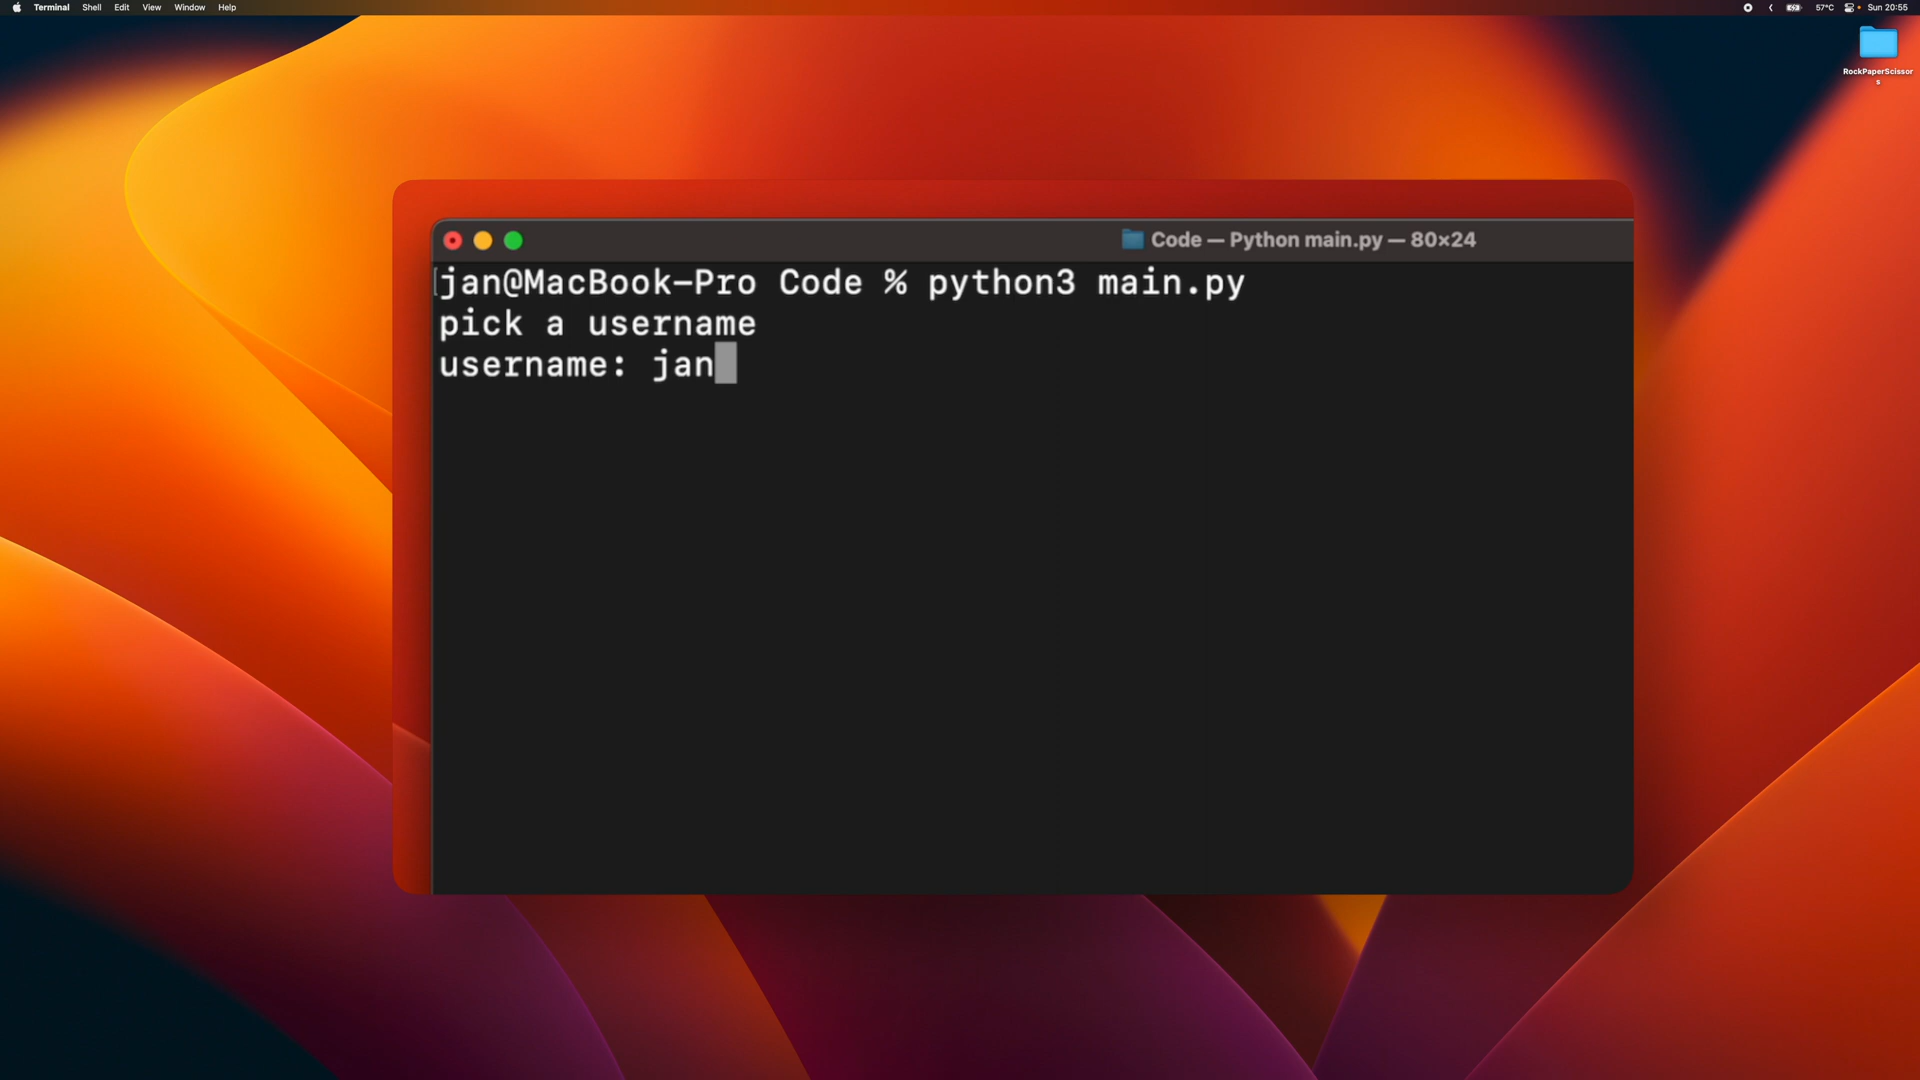 Terminal Shell Edit View Window Help
57°C Sun 20:55
RockPaperScissor
s
Code — Python main.py — 80×24
jan@MacBook-Pro Code % python3 main.py
pick a username
username: jan